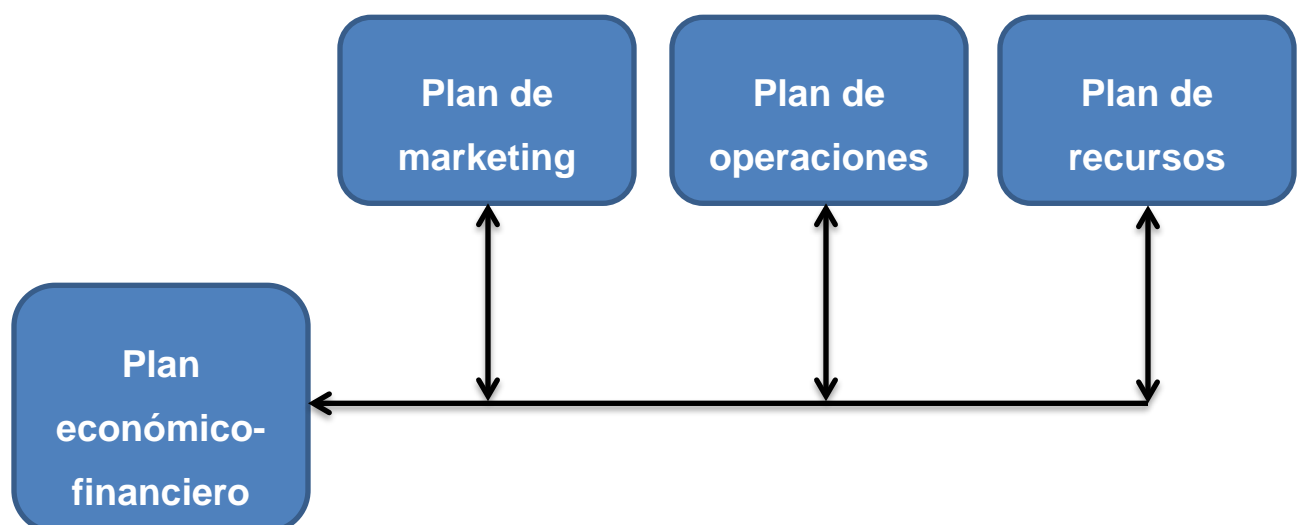 Plan de
marketing
Plan de
operaciones
Plan de
recursos
Plan
económico-
financiero